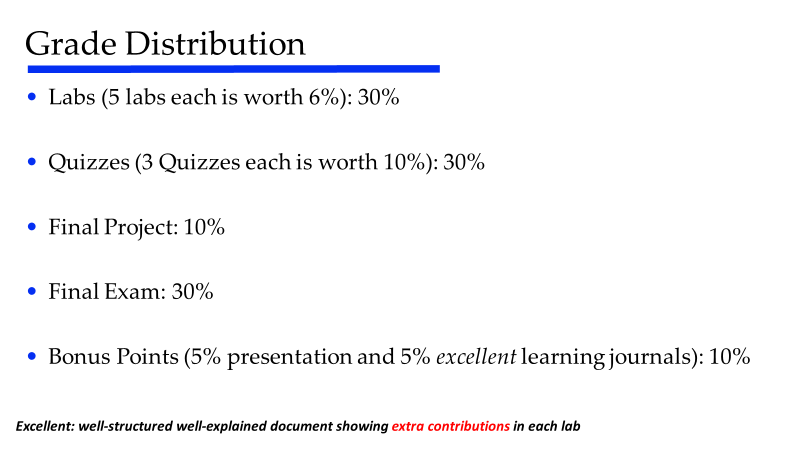 Grade Distribution
• Labs (5 labs each is worth 6%): 30%
• Quizzes (3 Quizzes each is worth 10%): 30%
• Final Project: 10%
• Final Exam: 30%
• Bonus Points (5% presentation and 5% excellent learning journals): 10%
Excellent: well-structured well-explained document showing extra contributions in each lab